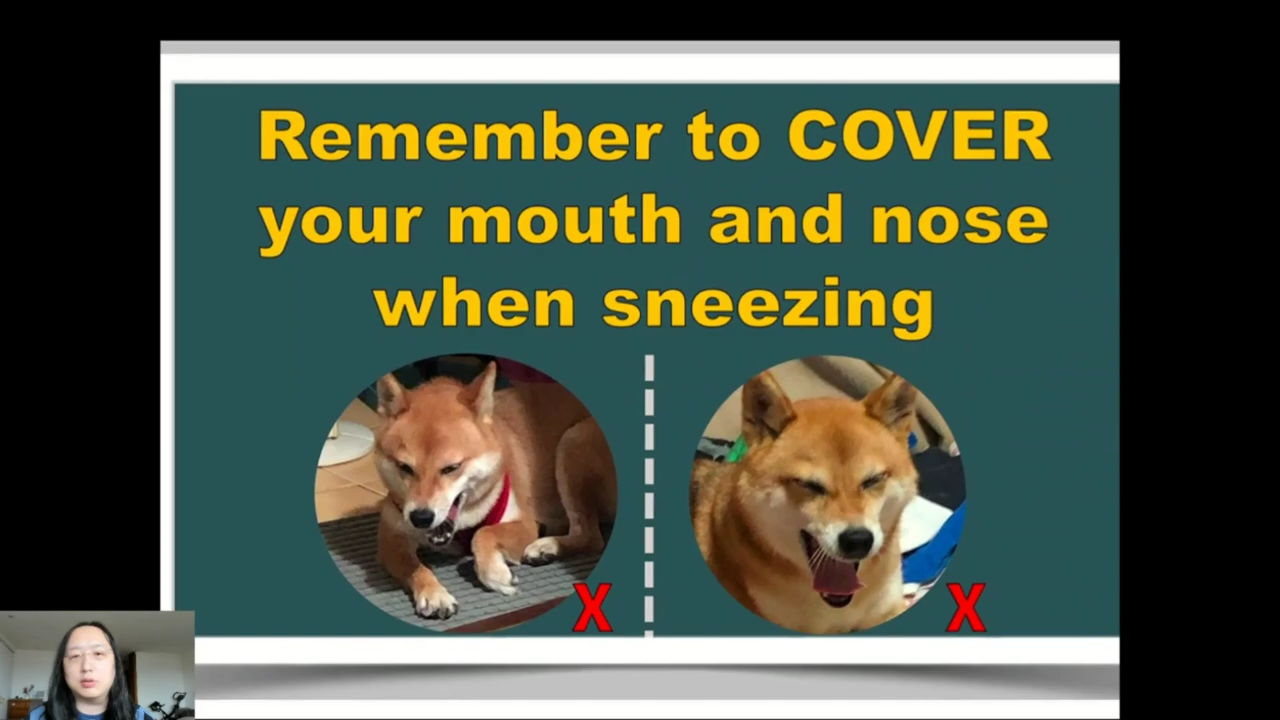 Remember to COVER
your mouth and nose
when sneezing
X
X